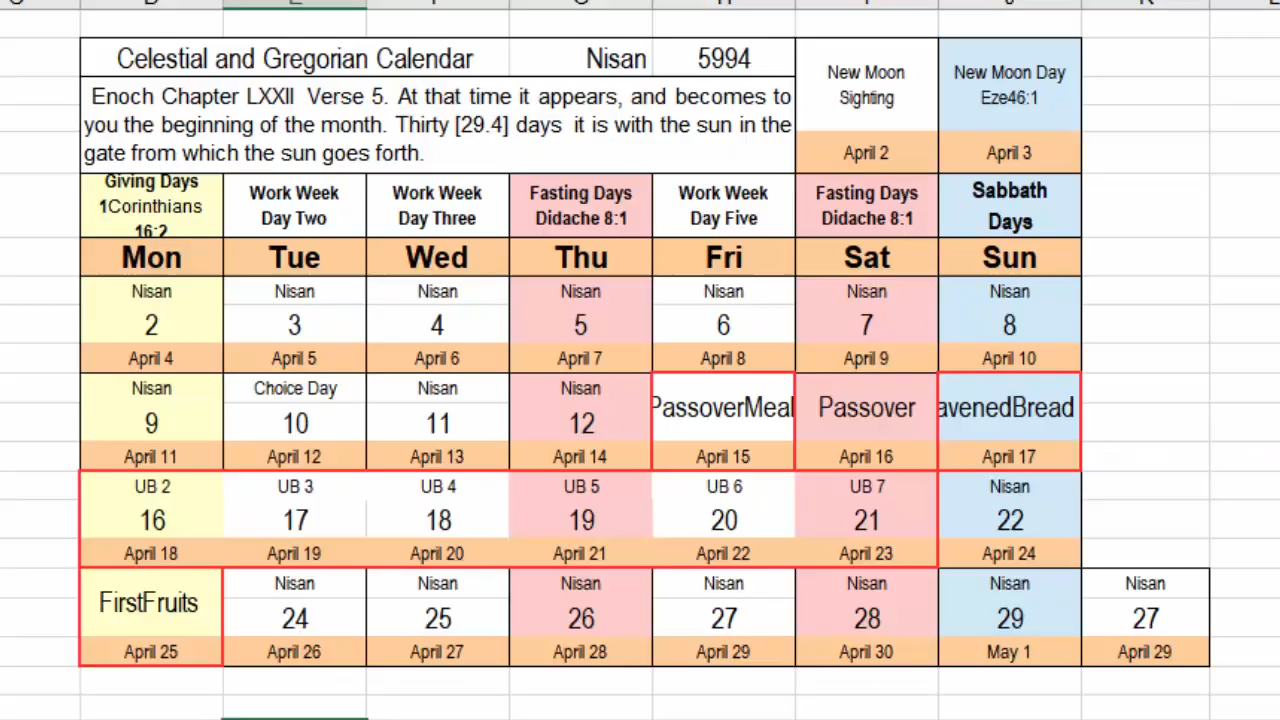 Celestial and Gregorian Calendar Nisan 5994
New Moon Sighting
New Moon Day Eze46:1
Enoch Chapter LXXII Verse 5. At that time it appears, and becomes to
you the beginning of the month. Thirty [29.4] days it is with the sun in the
gate from which the sun goes forth.
April 2 April 3
Giving Days 1Corinthians 16:2
Work Week Day Two
Work Week Day Three
Fasting Days Didache 8:1
Work Week Day Five
Fasting Days Didache 8:1
Sabbath Days
Mon Tue Wed Thu Fri Sat Sun
Nisan Nisan Nisan Nisan Nisan Nisan Nisan
2 3 4 5 6 7 8
April 4 April 5 April 6 April 7 April 8 April 9 April 10
Nisan Choice Day Nisan Nisan PassoverMeal Passover avenedBread
9 10 11 12
April 11 April 12 April 13 April 14 April 15 April 16 April 17
UB 2 UB 3 UB 4 UB 5 UB 6 UB 7 Nisan
16 17 18 19 20 21 22
April 18 April 19 April 20 April 21 April 22 April 23 April 24
FirstFruits Nisan Nisan Nisan Nisan Nisan Nisan Nisan
24 25 26 27 28 29 27
April 25 April 26 April 27 April 28 April 29 April 30 May 1 April 29